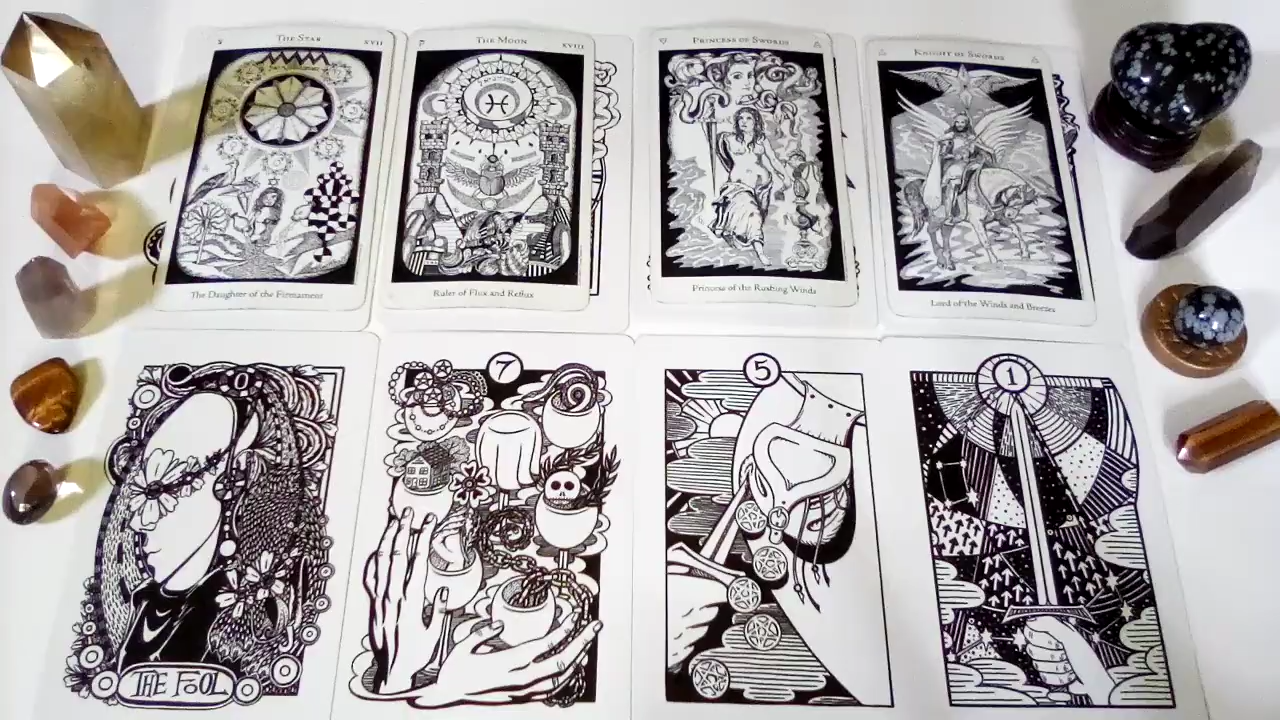 The Star
XVII
The Daughter of the Firmament
The Moon
XVIII
Ruler of Flux and Reflux
Princess of Swords
Princess of the Rushing Winds
Knight of Swords
Lord of the Winds and Breezes
0
THE FOOL
7
5
1